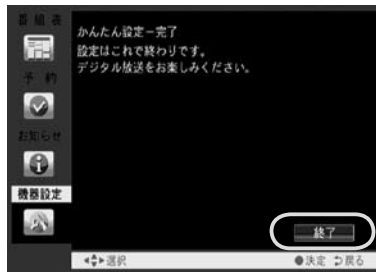 番組表
かんたん設定－完了
設定はこれで終わりです。
デジタル放送をお楽しみください。
予約
お知らせ
機器設定
終了
選択
決定
戻る